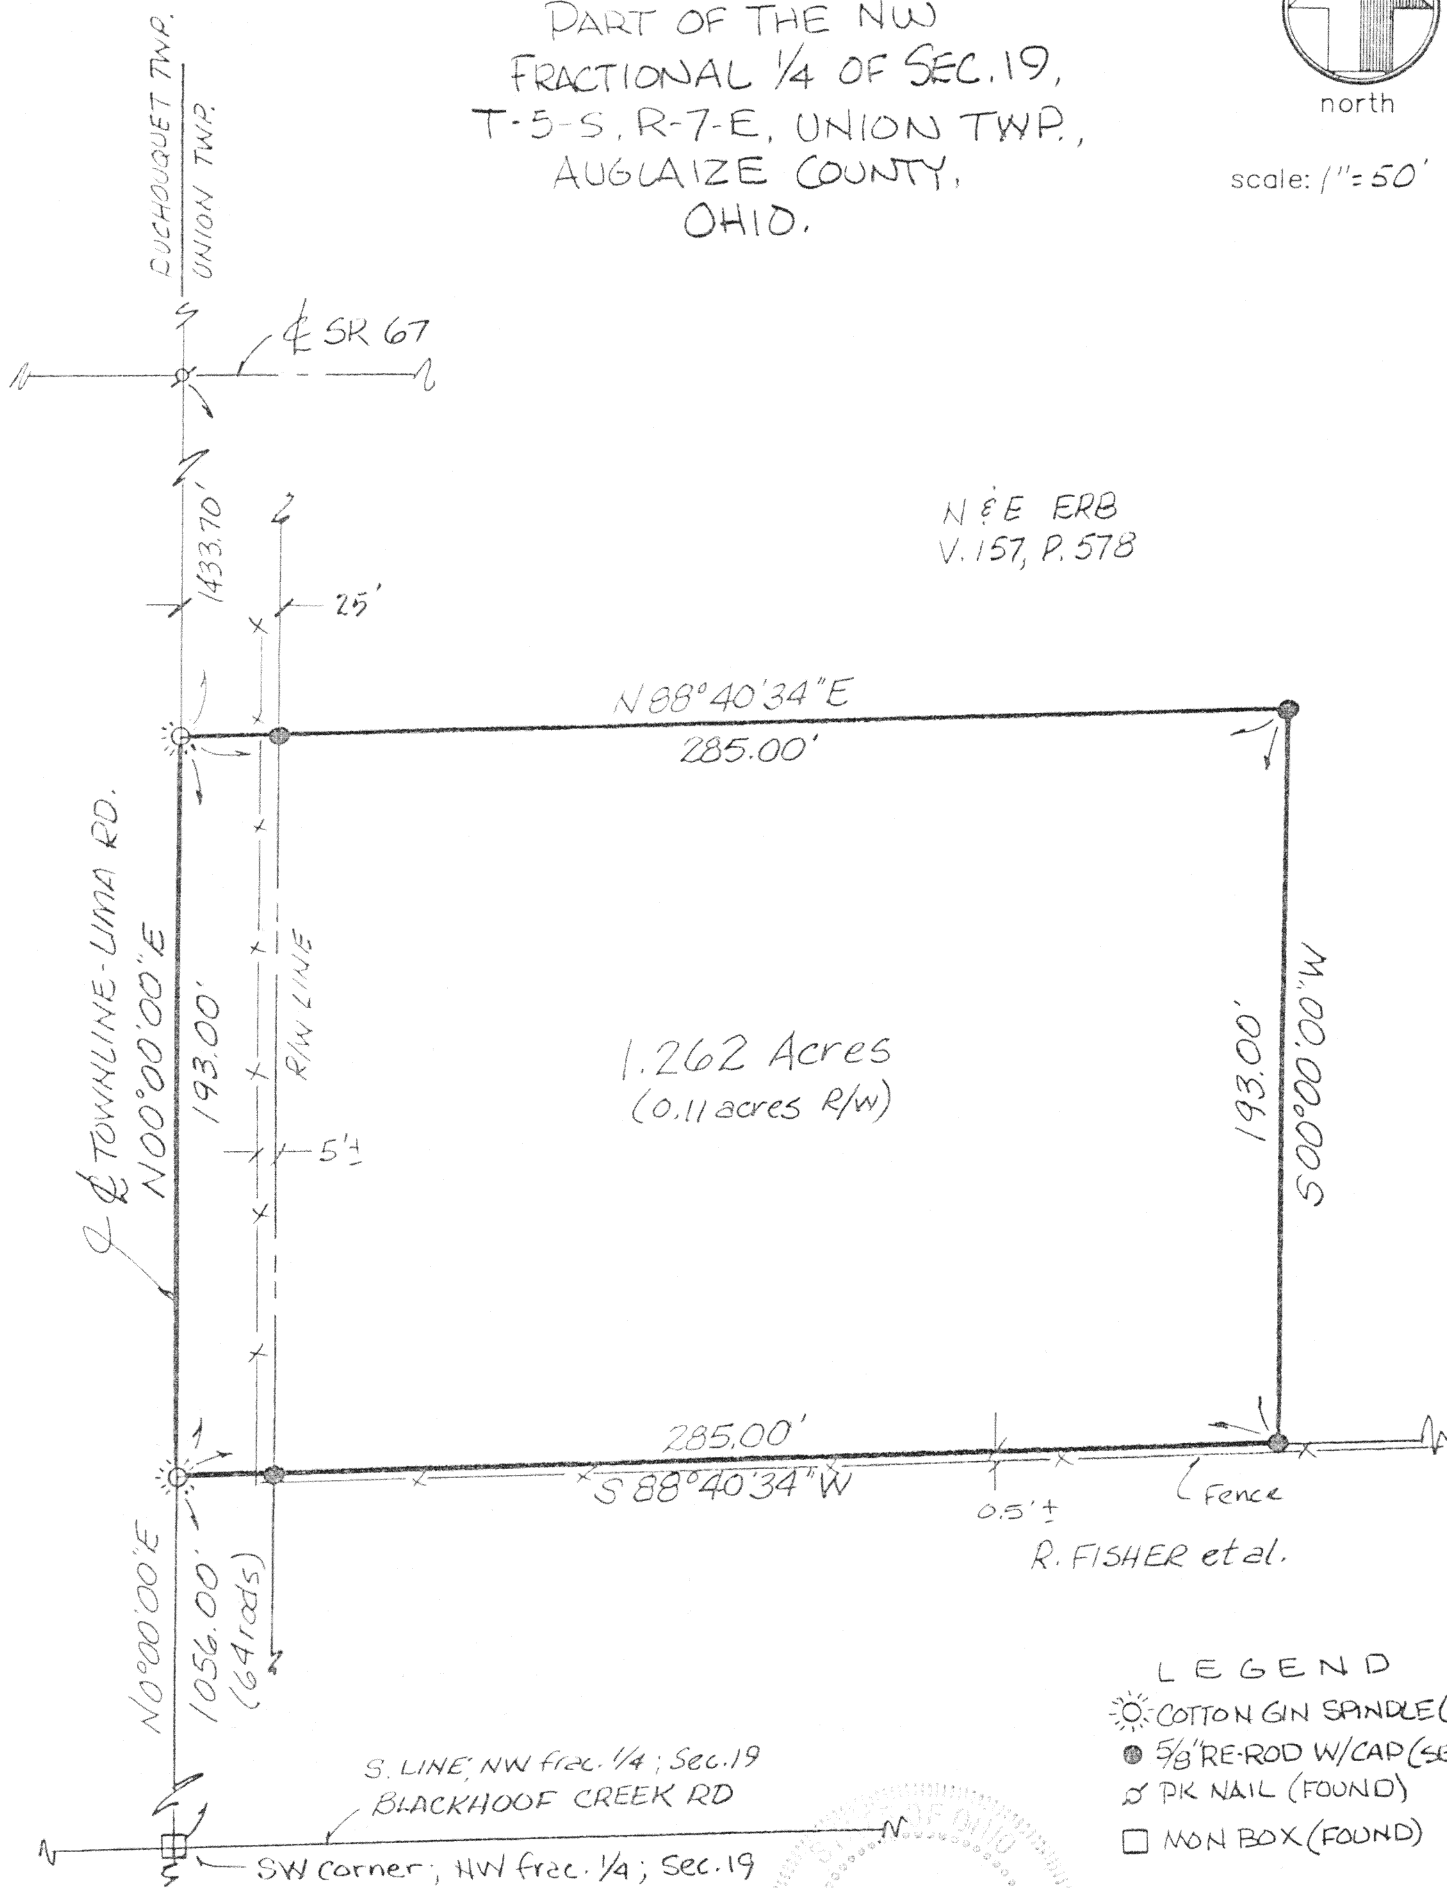 PART OF THE NW
FRACTIONAL 1/4 OF SEC. 19,
T-5-S, R-7-E, UNION TWP.,
AUGLAIZE COUNTY,
OHIO.
north
scale: 1"=50'
DUCHOUQUET TWP.
UNION TWP.
℄ SR 67
1433.70'
25'
N & E ERB
V. 157, P. 578
N 88°40'34"E
285.00'
℄ TOWNLINE-LIMA RD.
N00°00'00"E
193.00'
R/W LINE
5'±
1.262 Acres
(0.11 acres R/W)
193.00'
S00°00'00"W
285.00'
S 88°40'34"W
0.5'±
Fence
R. FISHER et al.
N0°00'00"E
1056.00'
(64 rods)
S. LINE; NW frac. 1/4; Sec. 19
BLACKHOOF CREEK RD
SW corner; NW frac. 1/4; Sec. 19
LEGEND
COTTON GIN SPINDLE (
5/8" RE-ROD W/CAP (SE
PK NAIL (FOUND)
MON BOX (FOUND)
OF OHIO